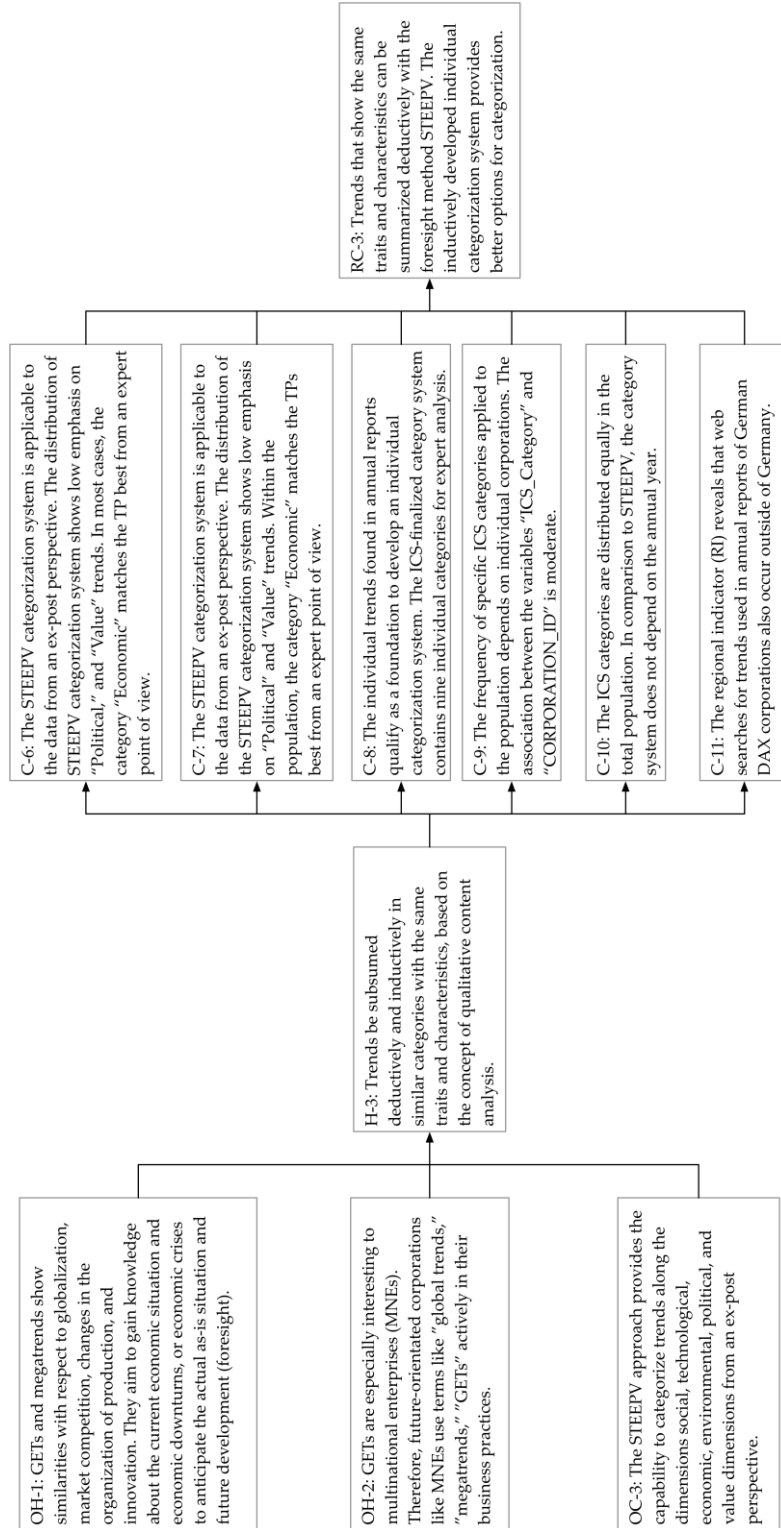 OH-1: GETs and megatrends show
similarities with respect to globalization,
market competition, changes in the
organization of production, and
innovation. They aim to gain knowledge
about the current economic situation and
economic downturns, or economic crises
to anticipate the actual as-is situation and
future development (foresight).
OH-2: GETs are especially interesting to
multinational enterprises (MNEs).
Therefore, future-orientated corporations
like MNEs use terms like "global trends,"
"megatrends," "GETs" actively in their
business practices.
OC-3: The STEEPV approach provides the
capability to categorize trends along the
dimensions social, technological,
economic, environmental, political, and
value dimensions from an ex-post
perspective.
H-3: Trends be subsumed
deductively and inductively in
similar categories with the same
traits and characteristics, based on
the concept of qualitative content
analysis.
C-6: The STEEPV categorization system is applicable to
the data from an ex-post perspective. The distribution of
STEEPV categorization system shows low emphasis on
"Political," and "Value" trends. In most cases, the
category "Economic" matches the TP best from an expert
point of view.
C-7: The STEEPV categorization system is applicable to
the data from an ex-post perspective. The distribution of
the STEEPV categorization system shows low emphasis
on "Political" and "Value" trends. Within the
population, the category "Economic" matches the TPs
best from an expert point of view.
C-8: The individual trends found in annual reports
qualify as a foundation to develop an individual
categorization system. The ICS-finalized category system
contains nine individual categories for expert analysis.
C-9: The frequency of specific ICS categories applied to
the population depends on individual corporations. The
association between the variables "ICS_Category" and
"CORPORATION_ID" is moderate.
C-10: The ICS categories are distributed equally in the
total population. In comparison to STEEPV, the category
system does not depend on the annual year.
C-11: The regional indicator (RI) reveals that web
searches for trends used in annual reports of German
DAX corporations also occur outside of Germany.
RC-3: Trends that show the same
traits and characteristics can be
summarized deductively with the
foresight method STEEPV. The
inductively developed individual
categorization system provides
better options for categorization.